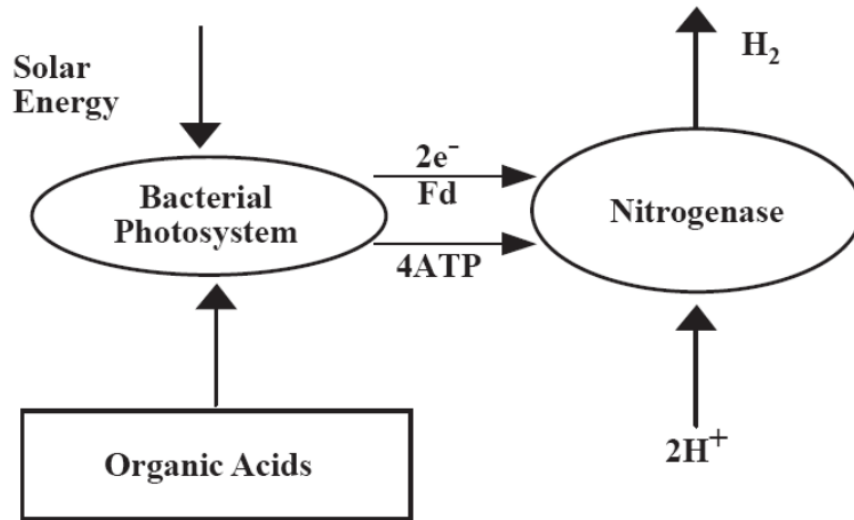 Solar
Energy
H₂
2e⁻
Fd
Bacterial
Photosystem
Nitrogenase
4ATP
Organic Acids
2H⁺